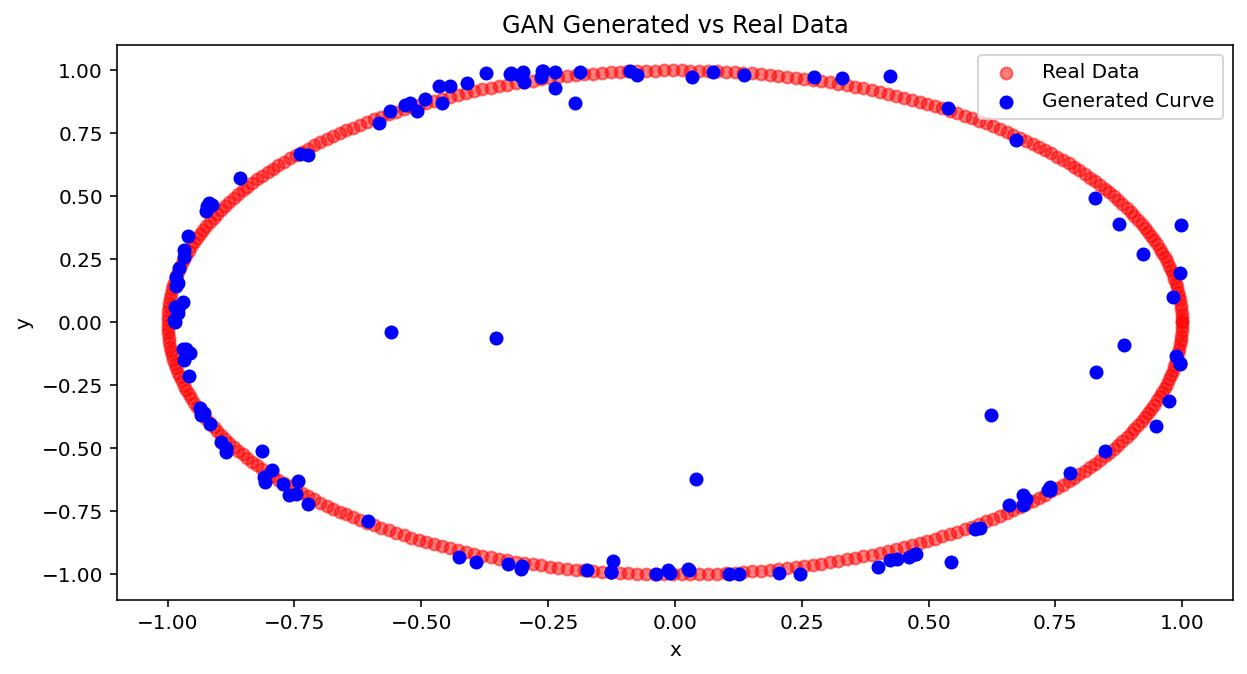 GAN Generated vs Real Data
Real Data
Generated Curve
1.00
0.75
0.50
0.25
0.00
−0.25
−0.50
−0.75
−1.00
y
−1.00 −0.75 −0.50 −0.25 0.00 0.25 0.50 0.75 1.00
x